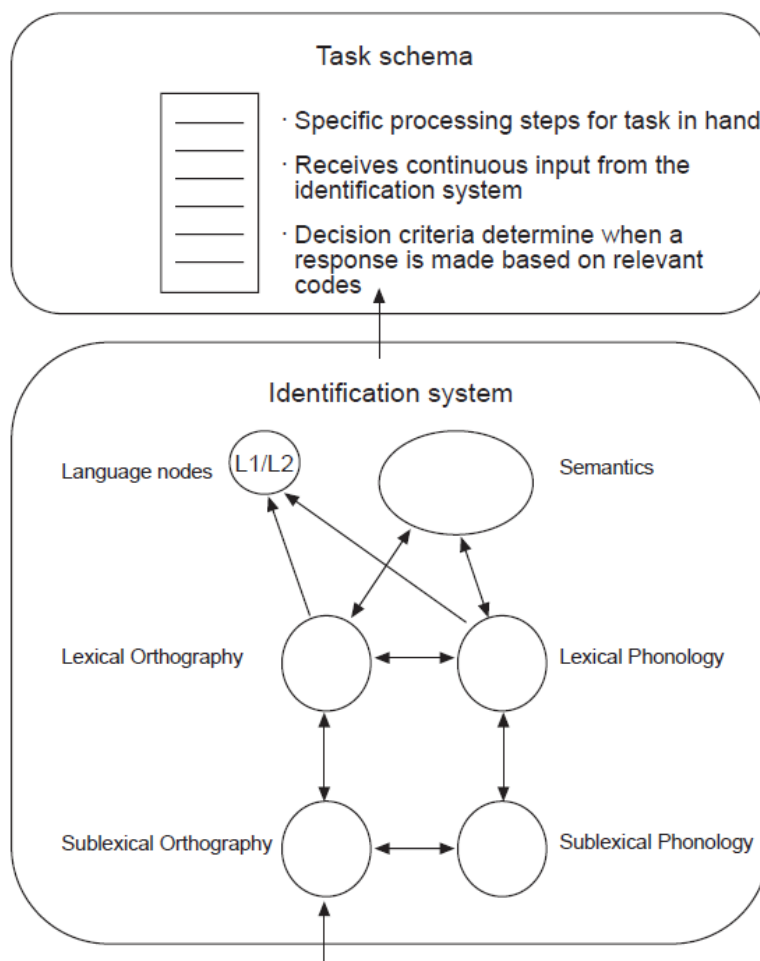 Task schema
· Specific processing steps for task in hand
· Receives continuous input from the
identification system
· Decision criteria determine when a
response is made based on relevant
codes
Identification system
Language nodes
L1/L2
Semantics
Lexical Orthography
Lexical Phonology
Sublexical Orthography
Sublexical Phonology